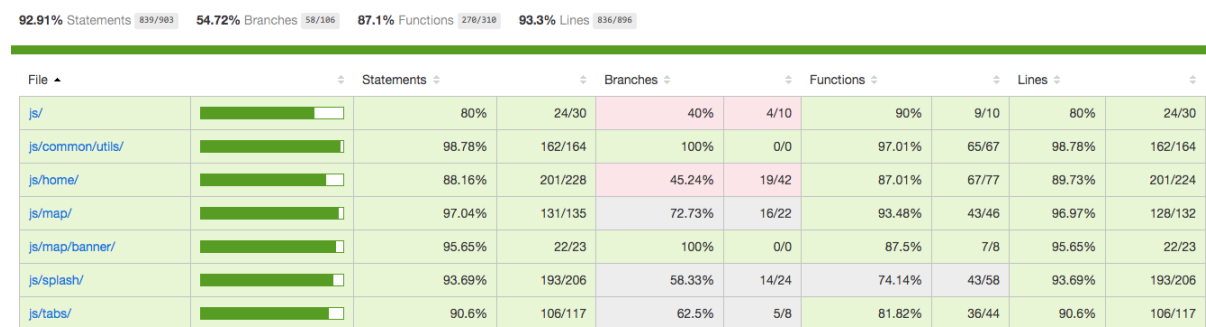 92.91% Statements 839/903 54.72% Branches 58/106 87.1% Functions 270/310 93.3% Lines 836/896
File Statements Branches Functions Lines
js/ 80% 24/30 40% 4/10 90% 9/10 80% 24/30
js/common/utils/ 98.78% 162/164 100% 0/0 97.01% 65/67 98.78% 162/164
js/home/ 88.16% 201/228 45.24% 19/42 87.01% 67/77 89.73% 201/224
js/map/ 97.04% 131/135 72.73% 16/22 93.48% 43/46 96.97% 128/132
js/map/banner/ 95.65% 22/23 100% 0/0 87.5% 7/8 95.65% 22/23
js/splash/ 93.69% 193/206 58.33% 14/24 74.14% 43/58 93.69% 193/206
js/tabs/ 90.6% 106/117 62.5% 5/8 81.82% 36/44 90.6% 106/117